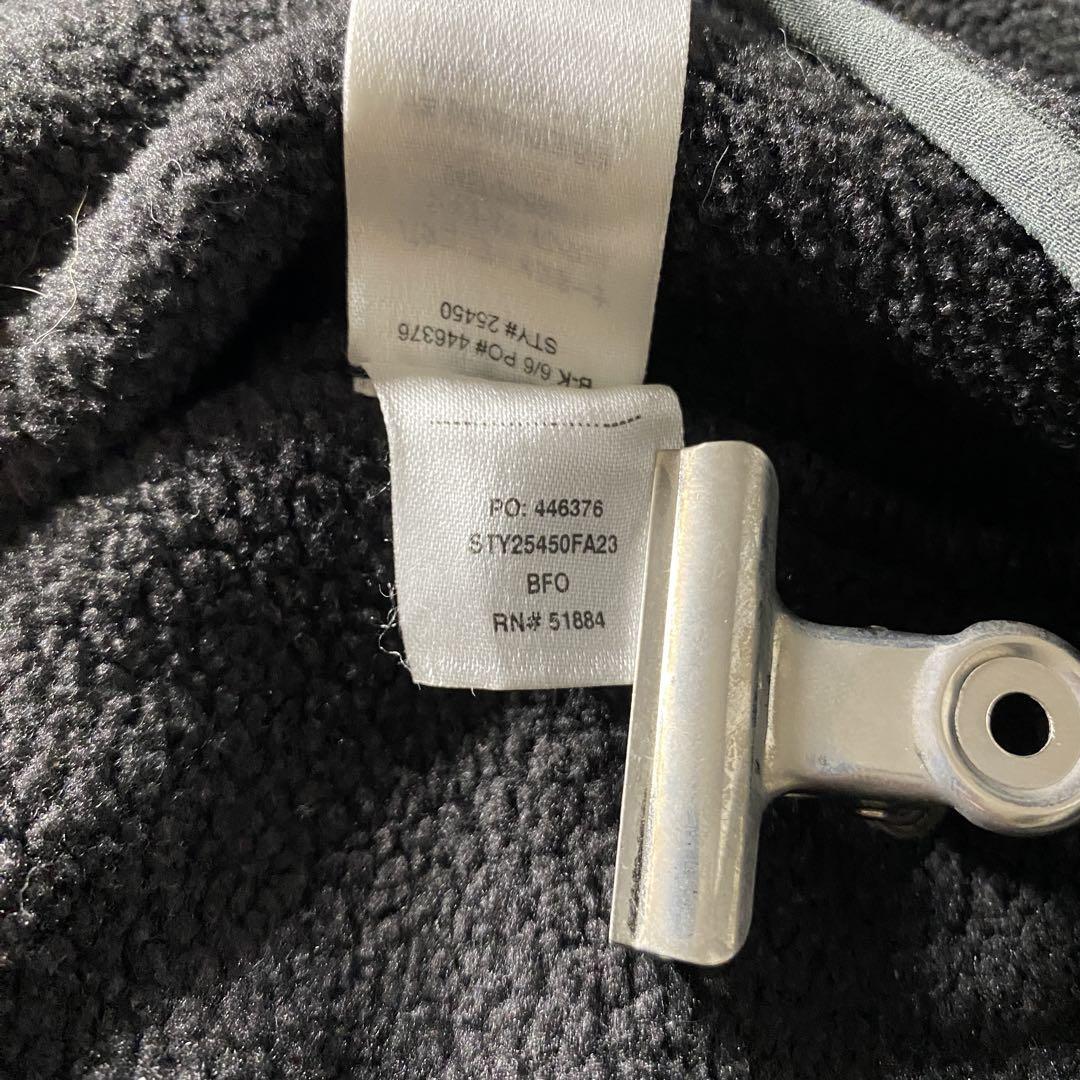 B-K 6/6 PO# 446376
STY# 25450
PO: 446376
STY25450FA23
BFO
RN# 51884